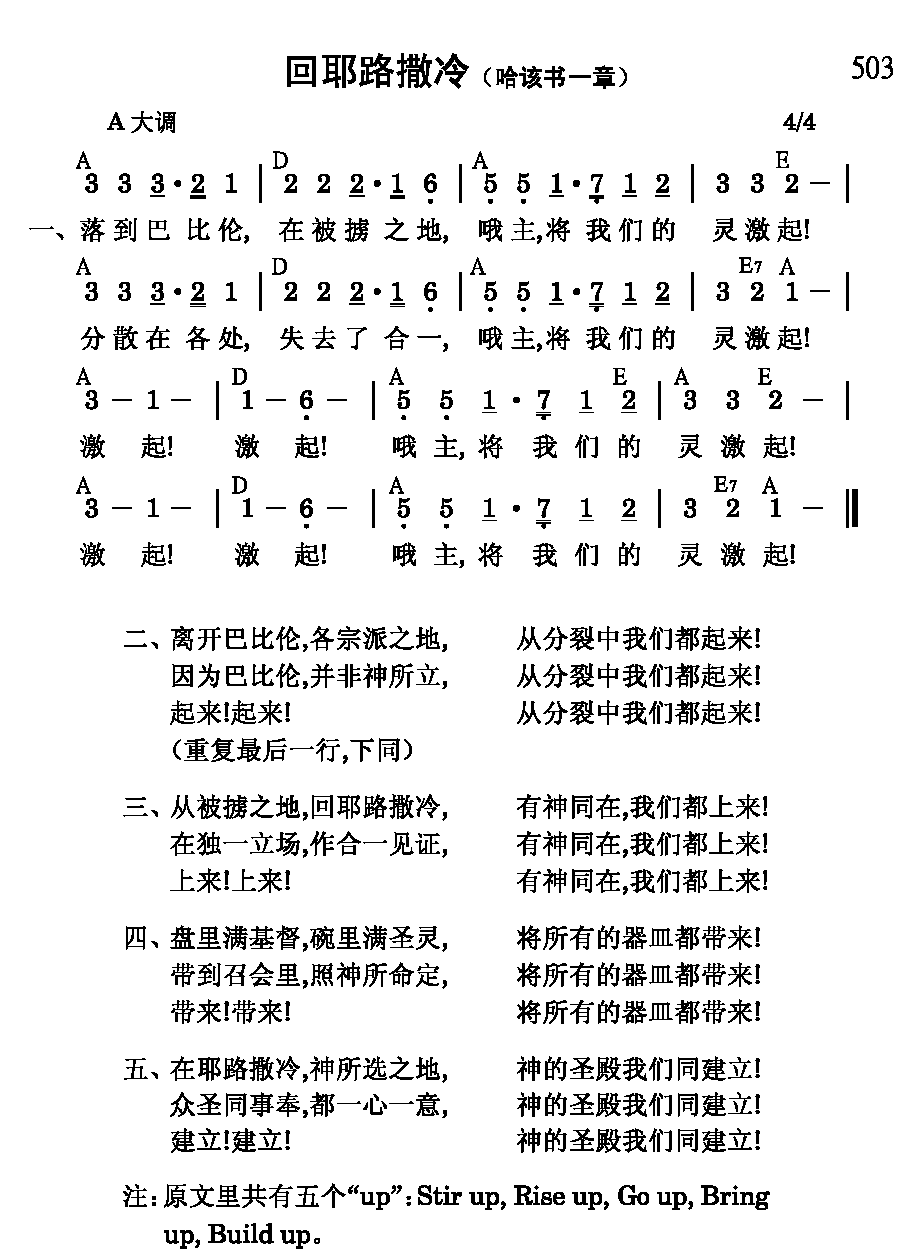 回耶路撒冷（哈该书一章） 503
A 大调 4/4
A D A E
3 3 3·2 1 | 2 2 2·1 6 | 5 5 1·7 1 2 | 3 3 2 － |
一、落到巴比伦, 在被掳之地, 哦主,将我们的 灵激起!
A D A E7 A
3 3 3·2 1 | 2 2 2·1 6 | 5 5 1·7 1 2 | 3 2 1 － |
分散在各处, 失去了合一, 哦主,将我们的 灵激起!
A D A E A E
3 － 1 － | 1 － 6 － | 5 5 1·7 1 2 | 3 3 2 － |
激 起! 激 起! 哦主,将我们的 灵激起!
A D A E7 A
3 － 1 － | 1 － 6 － | 5 5 1·7 1 2 | 3 2 1 － ‖
激 起! 激 起! 哦主,将我们的 灵激起!
二、离开巴比伦,各宗派之地, 从分裂中我们都起来!
因为巴比伦,并非神所立, 从分裂中我们都起来!
起来!起来! 从分裂中我们都起来!
（重复最后一行,下同）
三、从被掳之地,回耶路撒冷, 有神同在,我们都上来!
在独一立场,作合一见证, 有神同在,我们都上来!
上来!上来! 有神同在,我们都上来!
四、盘里满基督,碗里满圣灵, 将所有的器皿都带来!
带到召会里,照神所命定, 将所有的器皿都带来!
带来!带来! 将所有的器皿都带来!
五、在耶路撒冷,神所选之地, 神的圣殿我们同建立!
众圣同事奉,都一心一意, 神的圣殿我们同建立!
建立!建立! 神的圣殿我们同建立!
注: 原文里共有五个“up”: Stir up, Rise up, Go up, Bring
up, Build up。